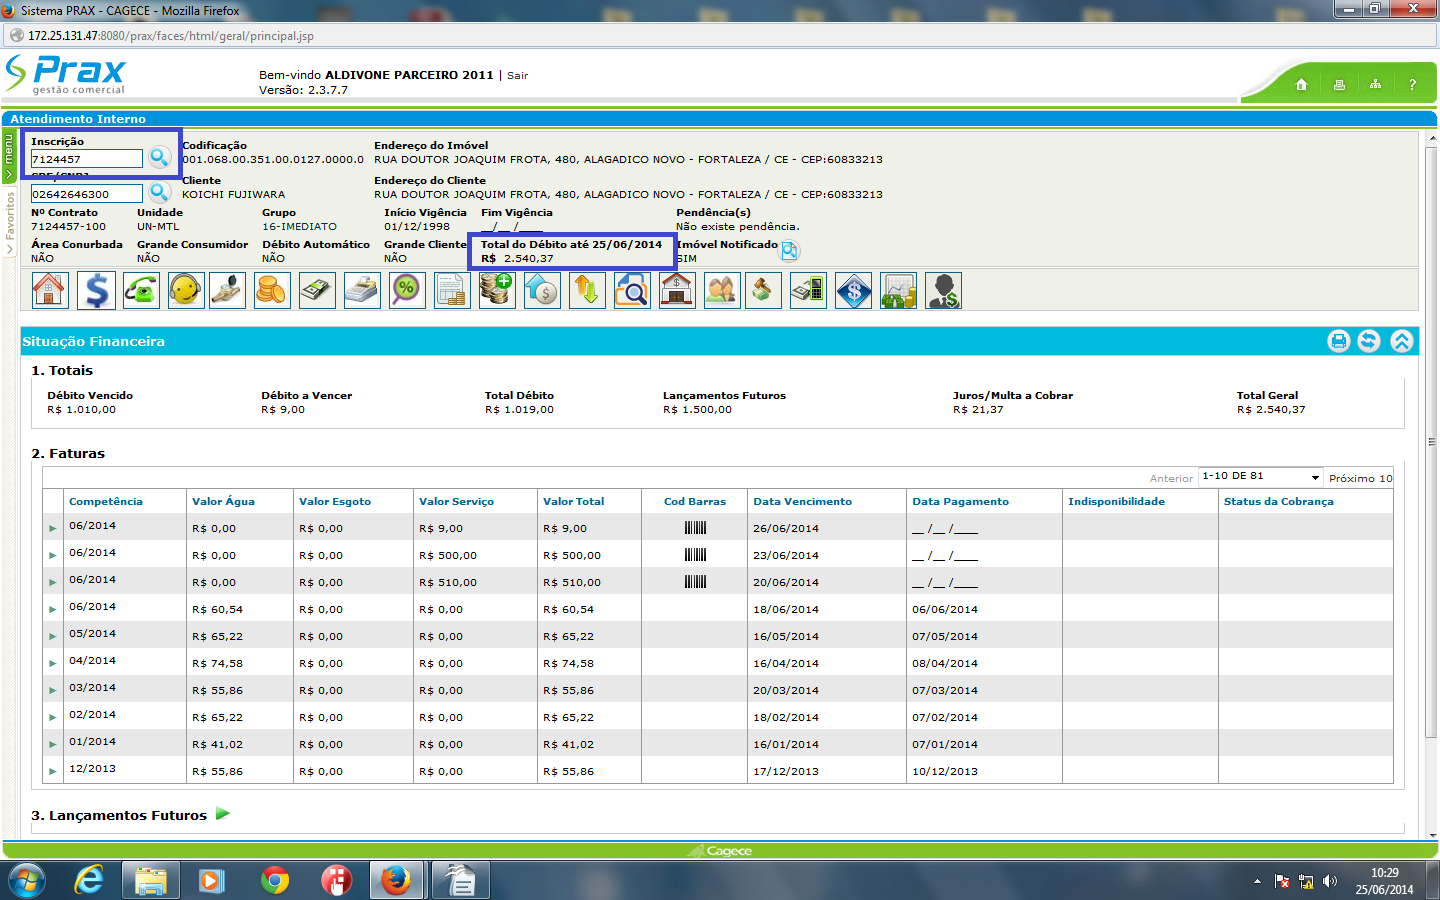 Sistema PRAX - CAGECE - Mozilla Firefox
172.25.131.47:8080/prax/faces/html/geral/principal.jsp
Prax
gestão comercial
Bem-vindo ALDIVONE PARCEIRO 2011 | Sair
Versão: 2.3.7.7
?
Atendimento Interno
menu
Favoritos
Inscrição
7124457
Codificação
001.068.00.351.00.0127.0000.0
Endereço do Imóvel
RUA DOUTOR JOAQUIM FROTA, 480, ALAGADICO NOVO - FORTALEZA / CE - CEP:60833213
CPF/CNPJ
02642646300
Cliente
KOICHI FUJIWARA
Endereço do Cliente
RUA DOUTOR JOAQUIM FROTA, 480, ALAGADICO NOVO - FORTALEZA / CE - CEP:60833213
Nº Contrato Unidade Grupo Início Vigência Fim Vigência Pendência(s)
7124457-100 UN-MTL 16-IMEDIATO 01/12/1998 __/__ /____ Não existe pendência.
Área Conurbada Grande Consumidor Débito Automático Grande Cliente Total do Débito até 25/06/2014 Imóvel Notificado
NÃO NÃO NÃO NÃO R$ 2.540,37 SIM
Situação Financeira
1. Totais
Débito Vencido Débito a Vencer Total Débito Lançamentos Futuros Juros/Multa a Cobrar Total Geral
R$ 1.010,00 R$ 9,00 R$ 1.019,00 R$ 1.500,00 R$ 21,37 R$ 2.540,37
2. Faturas
Anterior 1-10 DE 81 Próximo 10
Competência Valor Água Valor Esgoto Valor Serviço Valor Total Cod Barras Data Vencimento Data Pagamento Indisponibilidade Status da Cobrança
06/2014 R$ 0,00 R$ 0,00 R$ 9,00 R$ 9,00 26/06/2014 __ /__ /____
06/2014 R$ 0,00 R$ 0,00 R$ 500,00 R$ 500,00 23/06/2014 __ /__ /____
06/2014 R$ 0,00 R$ 0,00 R$ 510,00 R$ 510,00 20/06/2014 __ /__ /____
06/2014 R$ 60,54 R$ 0,00 R$ 0,00 R$ 60,54 18/06/2014 06/06/2014
05/2014 R$ 65,22 R$ 0,00 R$ 0,00 R$ 65,22 16/05/2014 07/05/2014
04/2014 R$ 74,58 R$ 0,00 R$ 0,00 R$ 74,58 16/04/2014 08/04/2014
03/2014 R$ 55,86 R$ 0,00 R$ 0,00 R$ 55,86 20/03/2014 07/03/2014
02/2014 R$ 65,22 R$ 0,00 R$ 0,00 R$ 65,22 18/02/2014 07/02/2014
01/2014 R$ 41,02 R$ 0,00 R$ 0,00 R$ 41,02 16/01/2014 07/01/2014
12/2013 R$ 55,86 R$ 0,00 R$ 0,00 R$ 55,86 17/12/2013 10/12/2013
3. Lançamentos Futuros
Cagece
10:29
25/06/2014